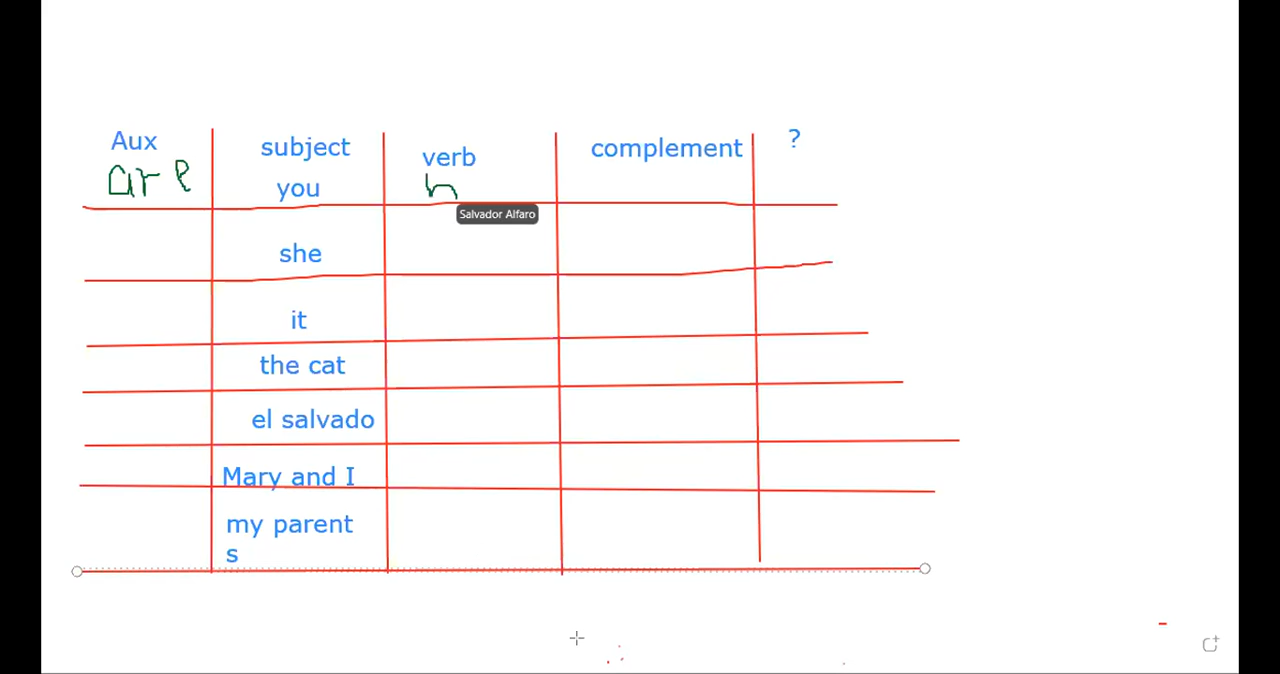 Aux subject verb complement ?
are you h
Salvador Alfaro
she
it
the cat
el salvado
Mary and I
my parent
s